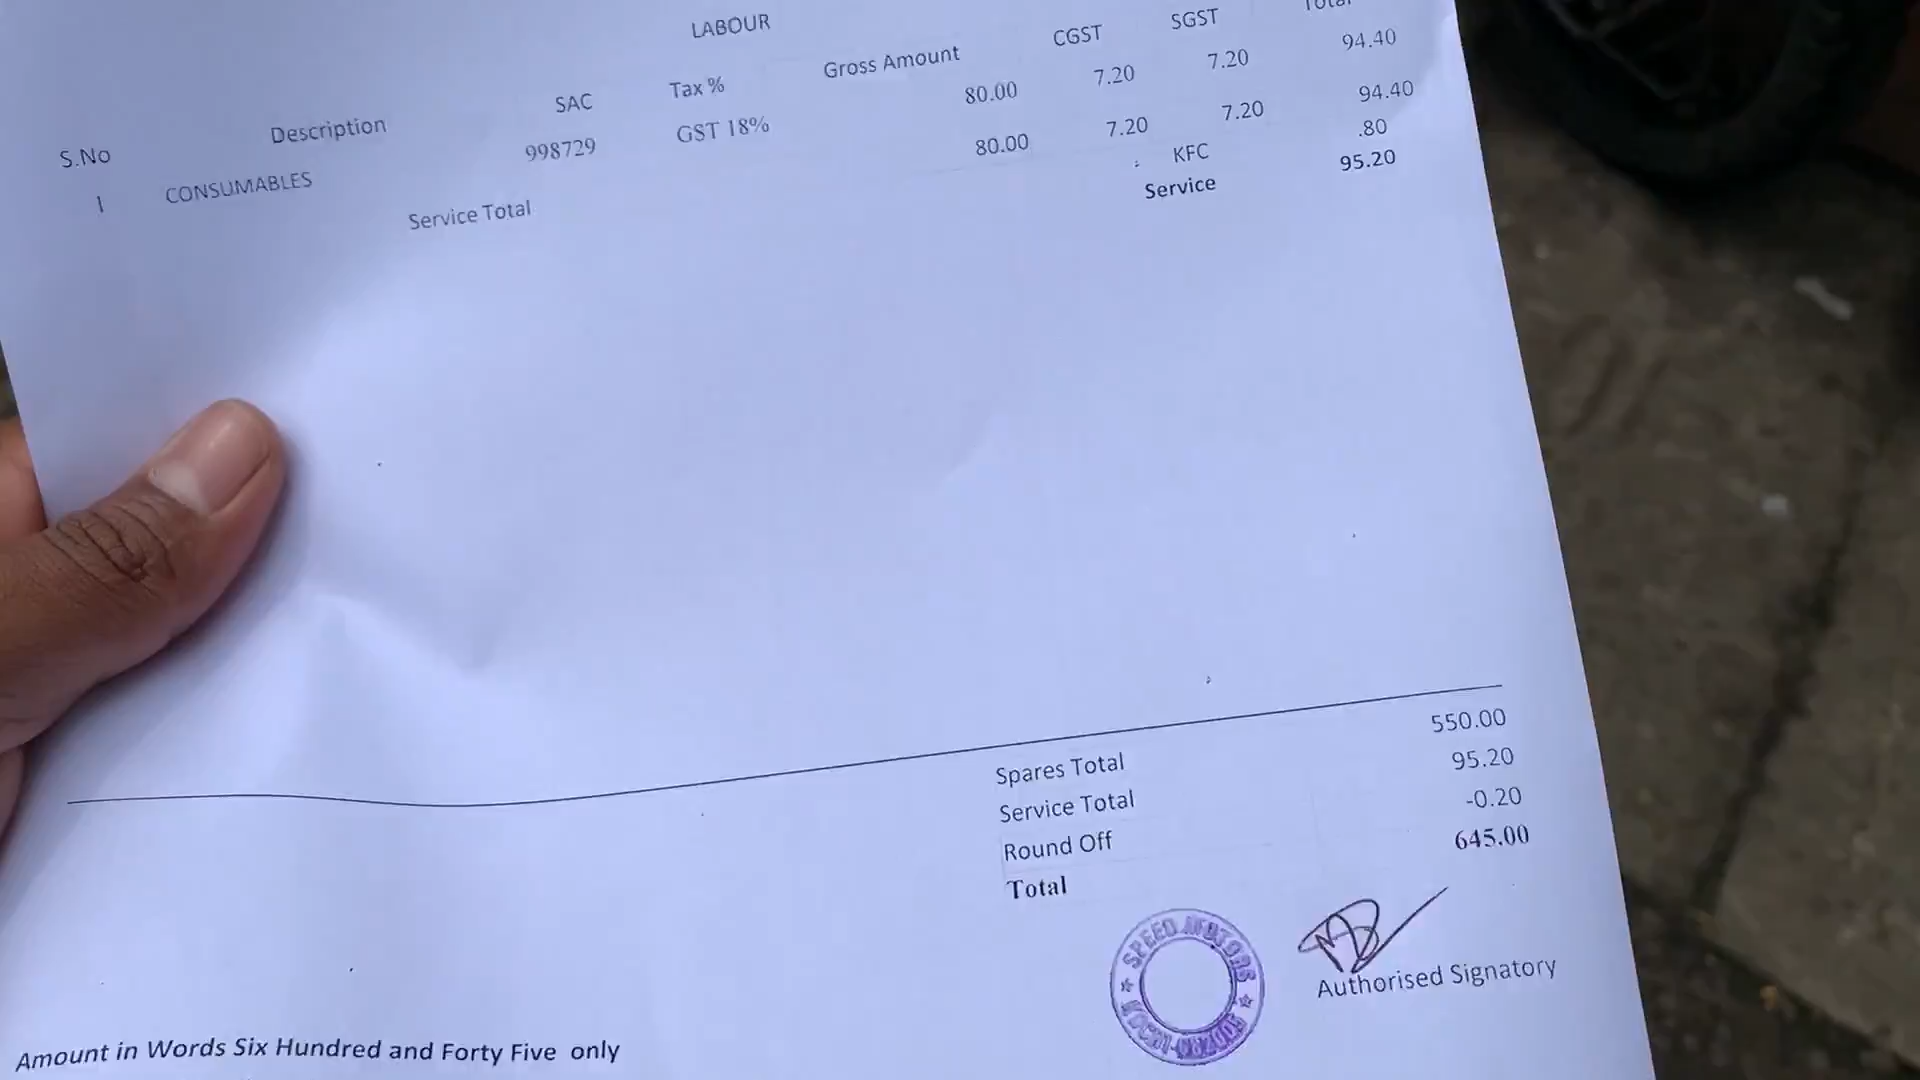 LABOUR
S.No Description SAC Tax % Gross Amount CGST SGST Total
1 CONSUMABLES 998729 GST 18% 80.00 7.20 7.20 94.40
Service Total 80.00 7.20 7.20 94.40
KFC .80
Service 95.20
Spares Total 550.00
Service Total 95.20
Round Off -0.20
Total 645.00
SPEED MOTORS
KOCHI-682005
Authorised Signatory
Amount in Words Six Hundred and Forty Five only